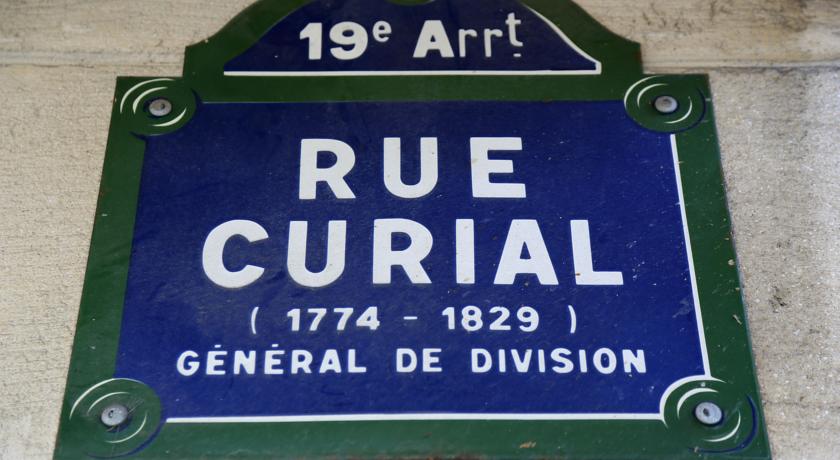 19e Arrt
RUE
CURIAL
( 1774 - 1829 )
GÉNÉRAL DE DIVISION